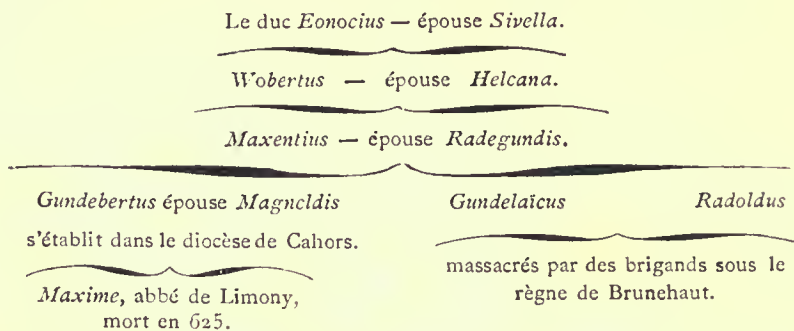 Le duc Eonocius — épouse Sivella.
Wobertus — épouse Helcana.
Maxentius — épouse Radegundis.
Gundebertus épouse Magneldis
s'établit dans le diocèse de Cahors.
Maxime, abbé de Limony,
mort en 625.
Gundelaïcus Radoldus
massacrés par des brigands sous le
règne de Brunehaut.